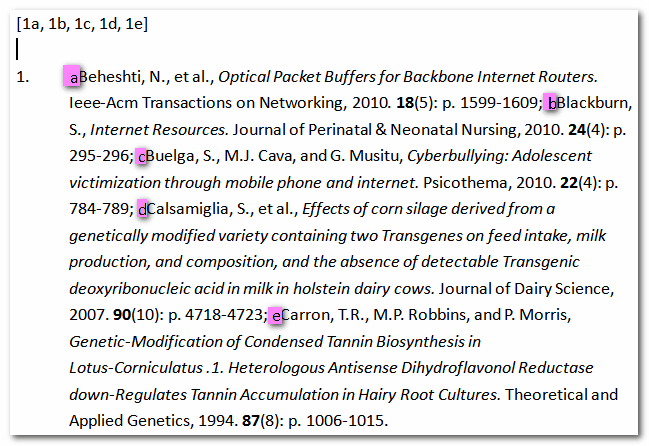 [1a, 1b, 1c, 1d, 1e]
1. aBeheshti, N., et al., Optical Packet Buffers for Backbone Internet Routers.
Ieee-Acm Transactions on Networking, 2010. 18(5): p. 1599-1609; bBlackburn,
S., Internet Resources. Journal of Perinatal & Neonatal Nursing, 2010. 24(4): p.
295-296; cBuelga, S., M.J. Cava, and G. Musitu, Cyberbullying: Adolescent
victimization through mobile phone and internet. Psicothema, 2010. 22(4): p.
784-789; dCalsamiglia, S., et al., Effects of corn silage derived from a
genetically modified variety containing two Transgenes on feed intake, milk
production, and composition, and the absence of detectable Transgenic
deoxyribonucleic acid in milk in holstein dairy cows. Journal of Dairy Science,
2007. 90(10): p. 4718-4723; eCarron, T.R., M.P. Robbins, and P. Morris,
Genetic-Modification of Condensed Tannin Biosynthesis in
Lotus-Corniculatus .1. Heterologous Antisense Dihydroflavonol Reductase
down-Regulates Tannin Accumulation in Hairy Root Cultures. Theoretical and
Applied Genetics, 1994. 87(8): p. 1006-1015.